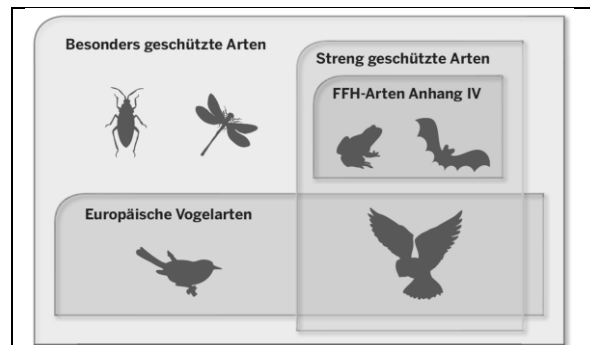 Besonders geschützte Arten
Streng geschützte Arten
FFH-Arten Anhang IV
Europäische Vogelarten